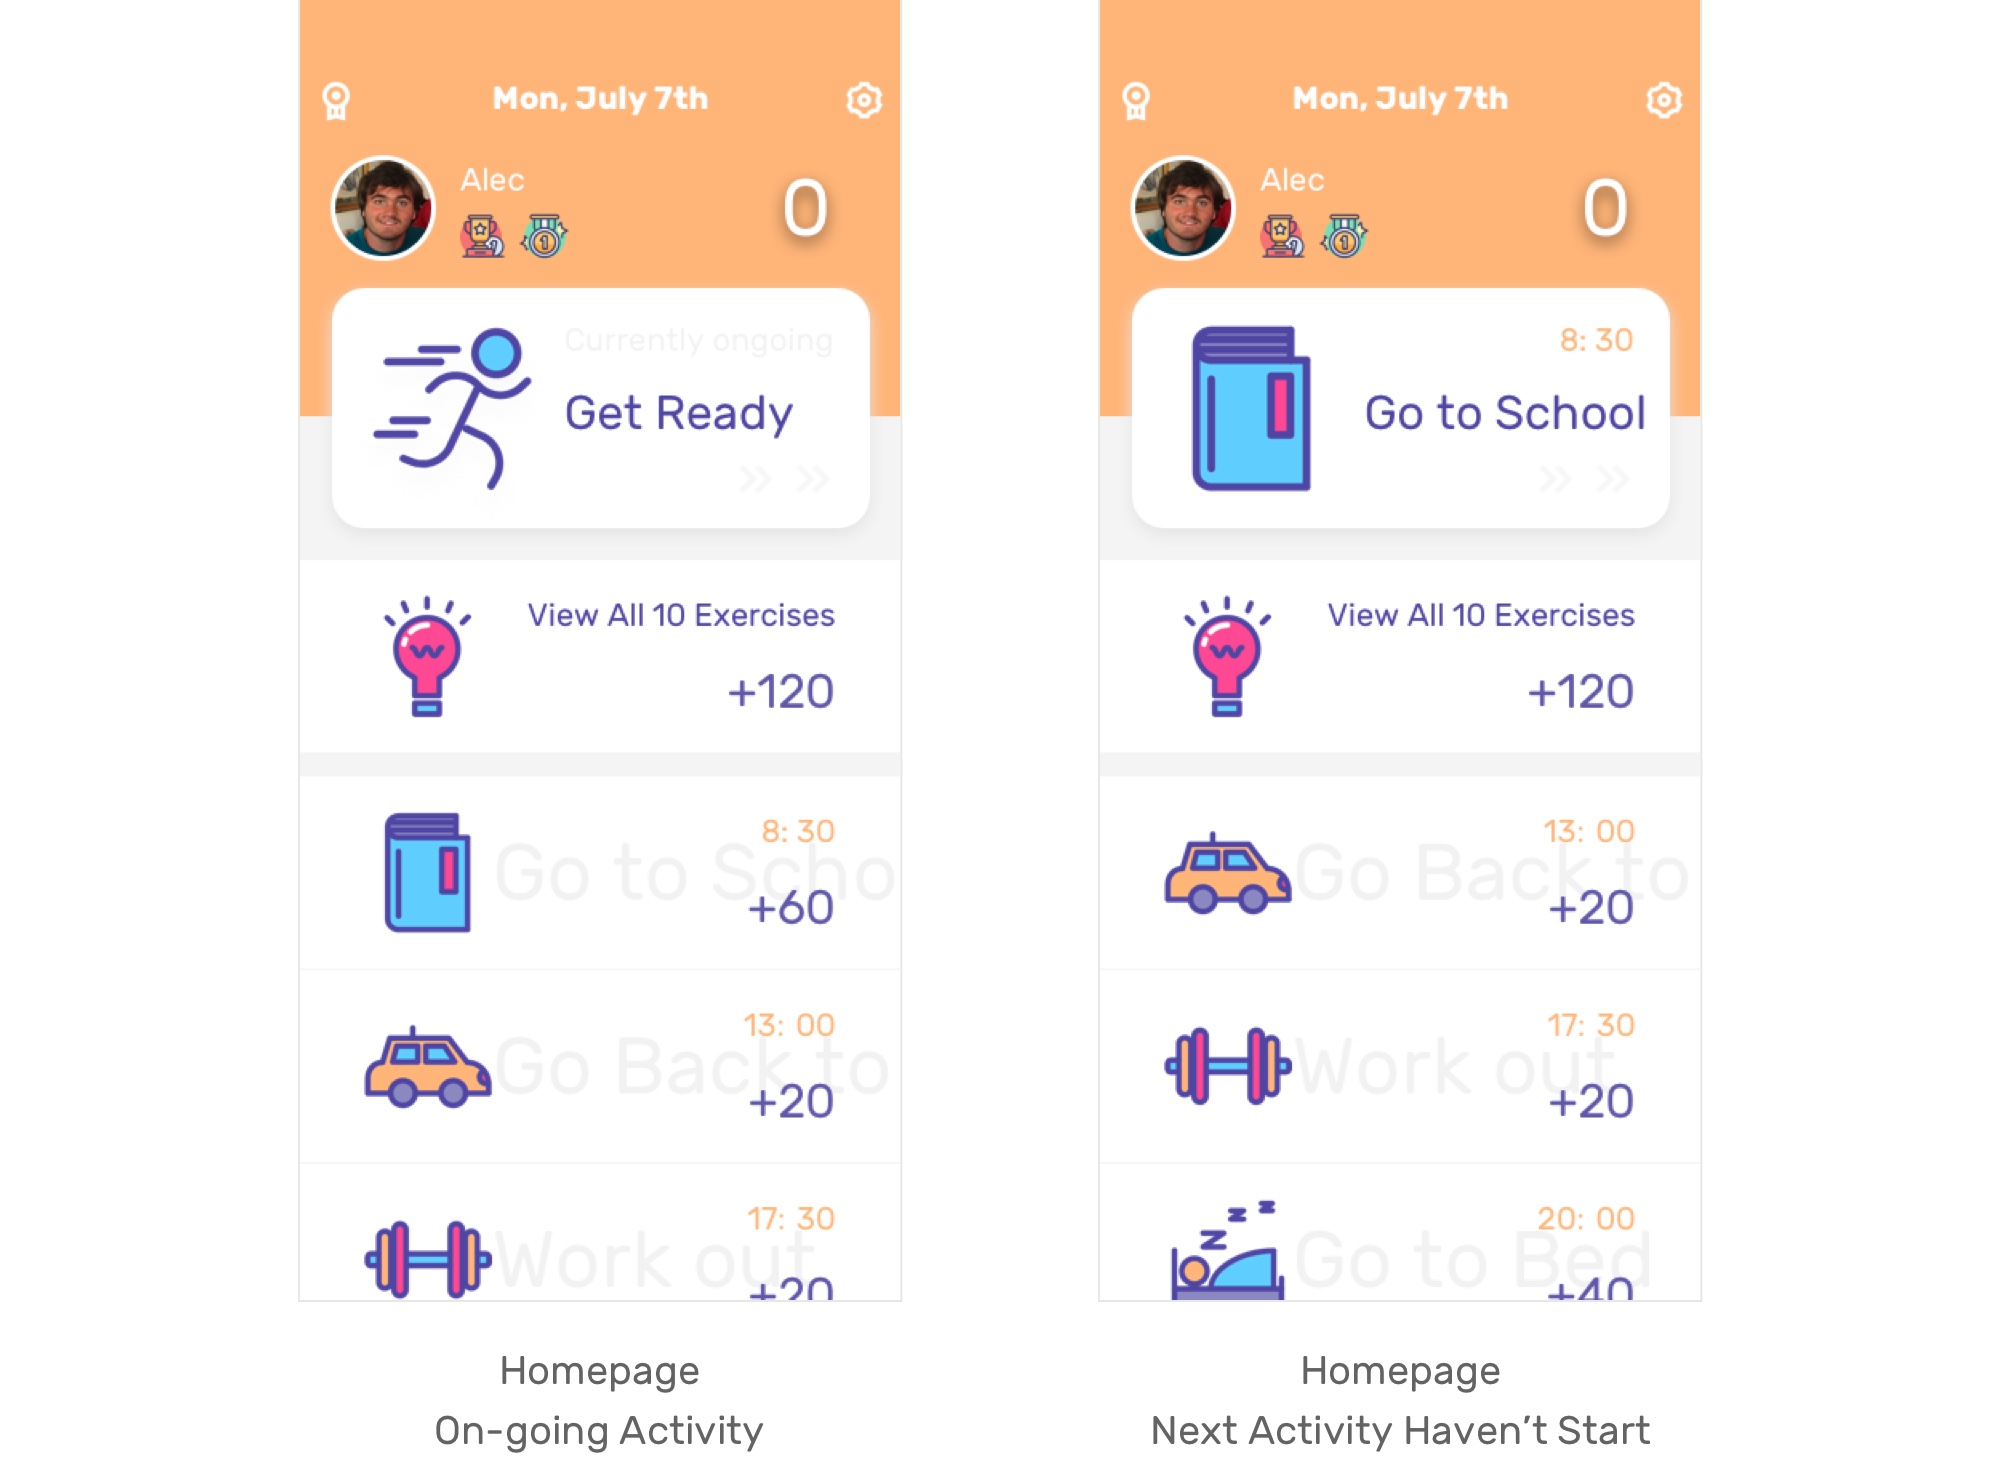 Mon, July 7th
Alec
0
Currently ongoing
Get Ready
View All 10 Exercises
+120
8: 30
Go to Scho
+60
13: 00
Go Back to
+20
17: 30
Work out
+20
Homepage
On-going Activity
Mon, July 7th
Alec
0
8: 30
Go to School
View All 10 Exercises
+120
13: 00
Go Back to
+20
17: 30
Work out
+20
20: 00
Go to Bed
+40
Homepage
Next Activity Haven't Start